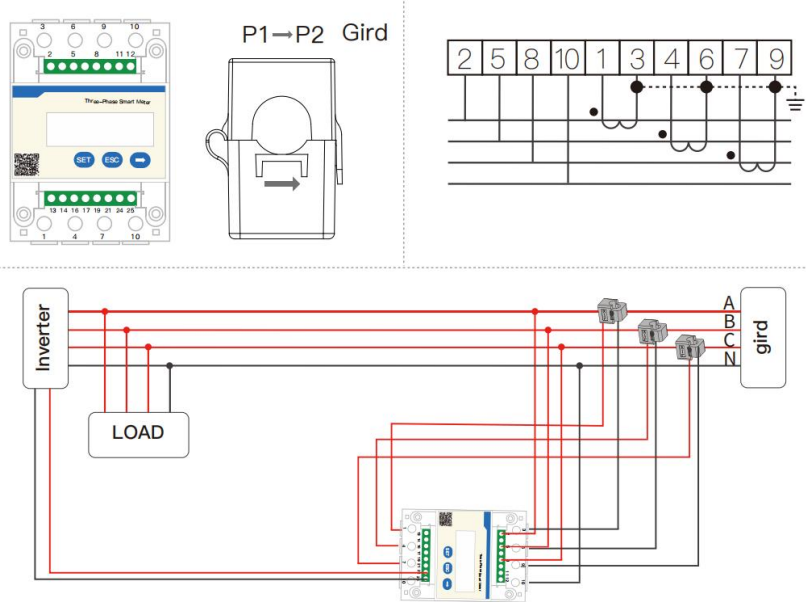 P1→P2 Gird
3 6 9 10
2 5 8 11 12
Three-Phase Smart Meter
SET ESC
13 14 16 17 19 21 24 25
1 4 7 10
2 5 8 10 1 3 4 6 7 9
Inverter
A
B
C
N
gird
LOAD